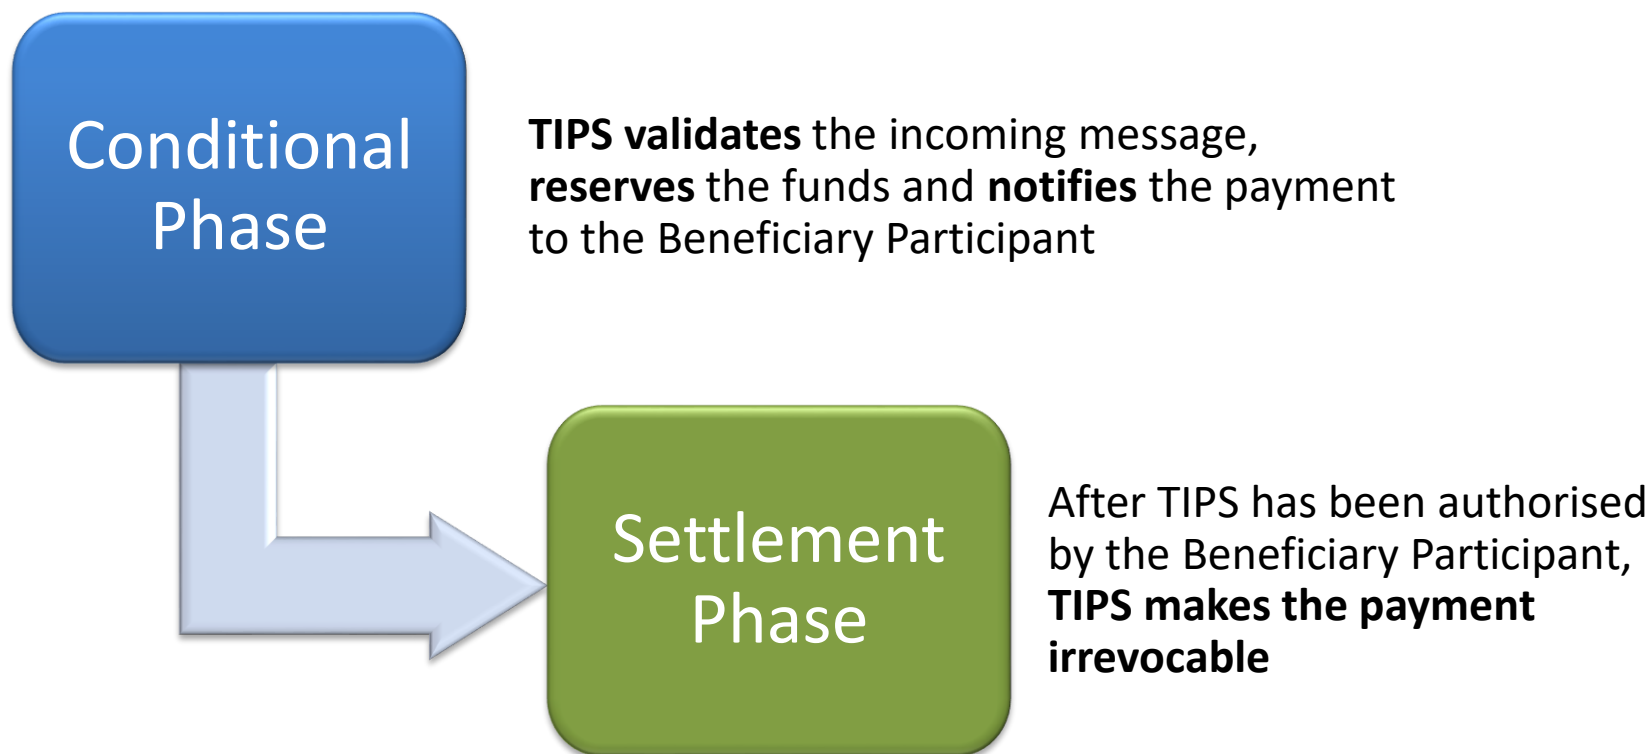 Conditional
Phase
TIPS validates the incoming message,
reserves the funds and notifies the payment
to the Beneficiary Participant
Settlement
Phase
After TIPS has been authorised
by the Beneficiary Participant,
TIPS makes the payment
irrevocable